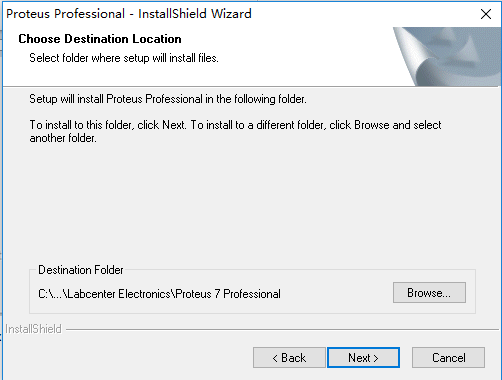 Proteus Professional - InstallShield Wizard
Choose Destination Location
Select folder where setup will install files.
Setup will install Proteus Professional in the following folder.
To install to this folder, click Next. To install to a different folder, click Browse and select
another folder.
Destination Folder
C:\...\Labcenter Electronics\Proteus 7 Professional
Browse...
InstallShield
< Back
Next >
Cancel